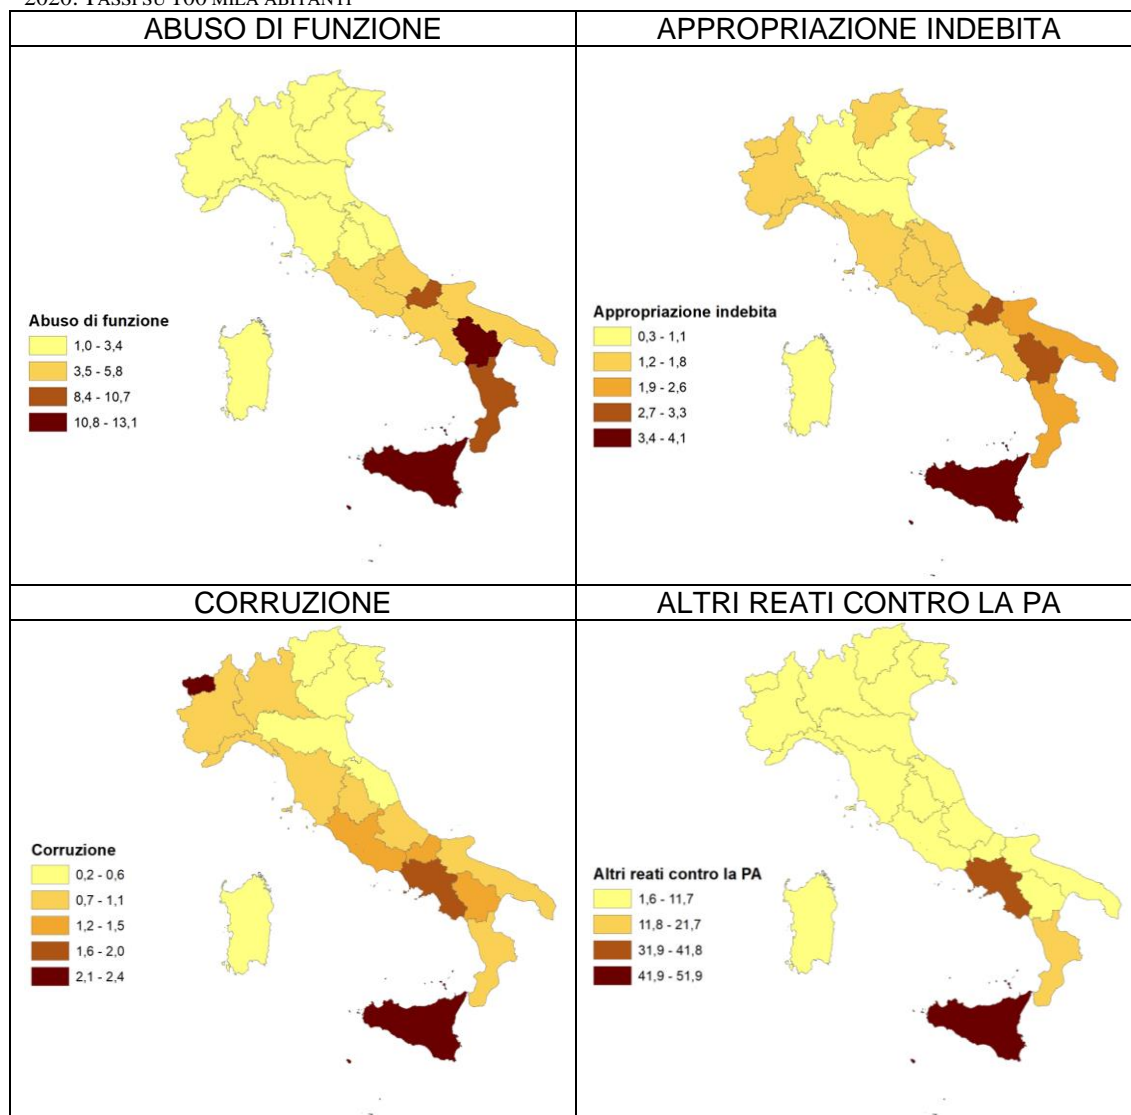 2020. TASSI SU 100 MILA ABITANTI
ABUSO DI FUNZIONE
APPROPRIAZIONE INDEBITA
Abuso di funzione
1,0 - 3,4
3,5 - 5,8
8,4 - 10,7
10,8 - 13,1
Appropriazione indebita
0,3 - 1,1
1,2 - 1,8
1,9 - 2,6
2,7 - 3,3
3,4 - 4,1
CORRUZIONE
ALTRI REATI CONTRO LA PA
Corruzione
0,2 - 0,6
0,7 - 1,1
1,2 - 1,5
1,6 - 2,0
2,1 - 2,4
Altri reati contro la PA
1,6 - 11,7
11,8 - 21,7
31,9 - 41,8
41,9 - 51,9